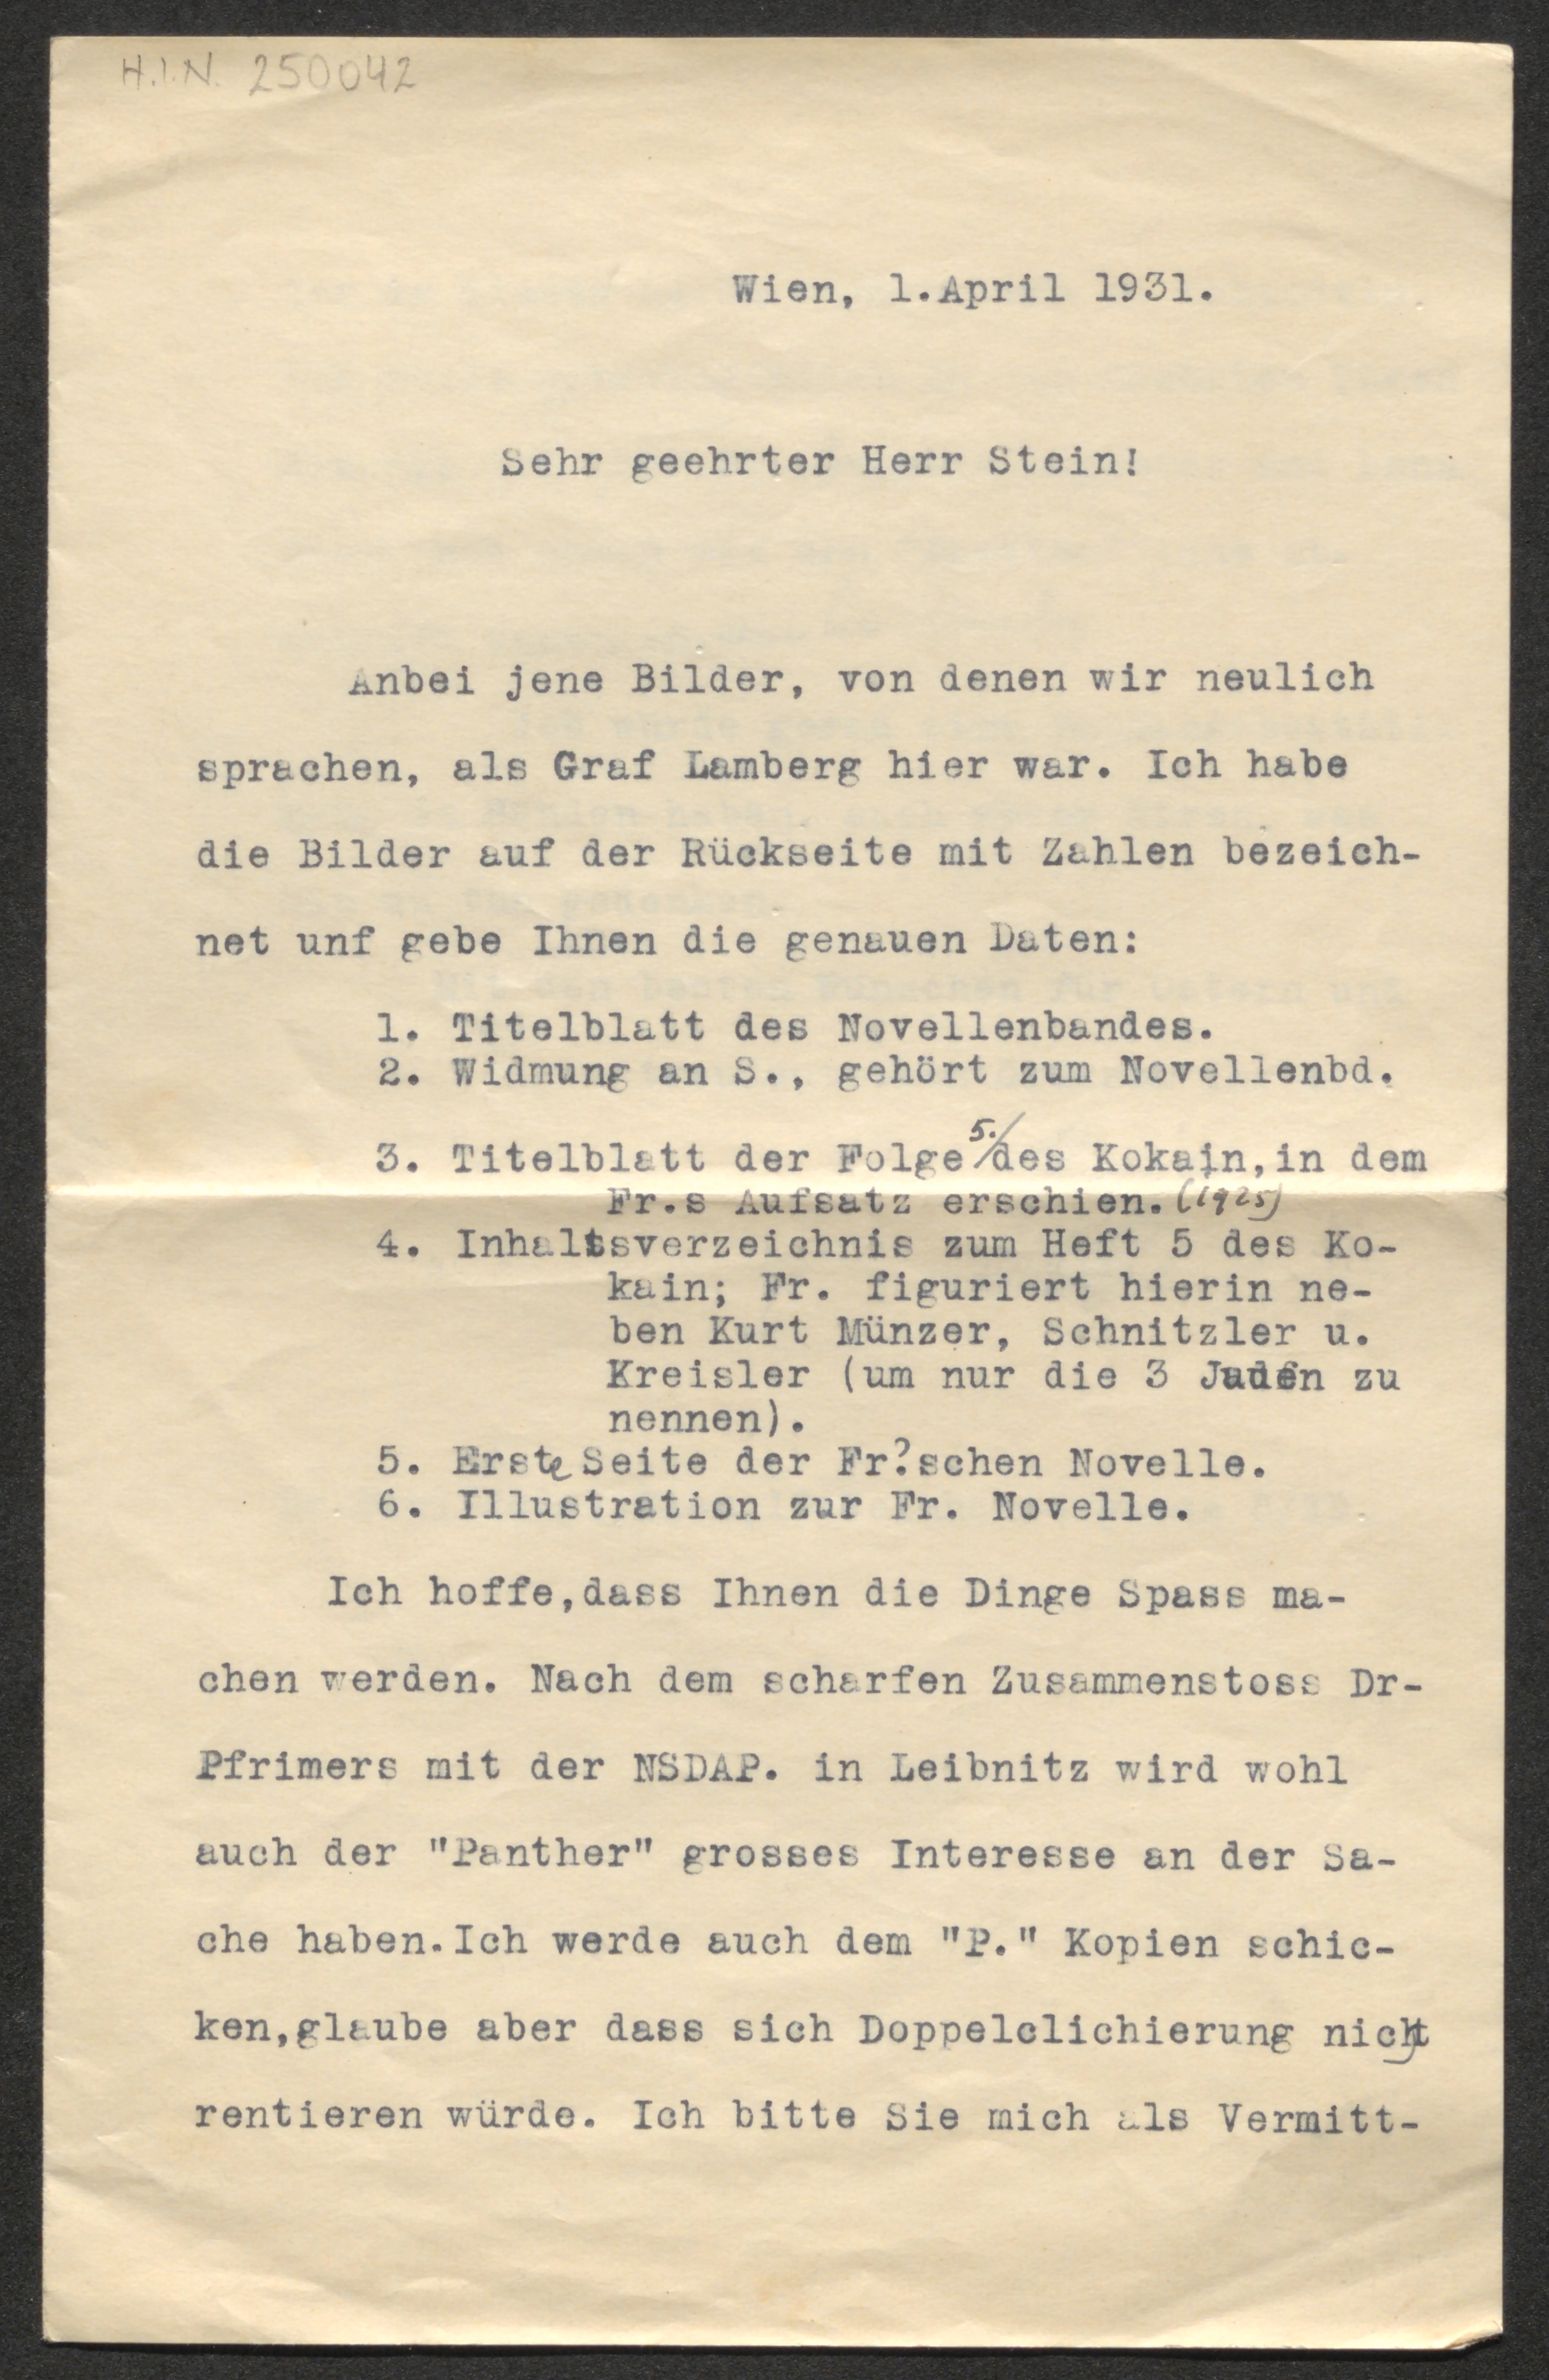 H.I.N. 250042
Wien, 1.April 1931.
Sehr geehrter Herr Stein!
Anbei jene Bilder, von denen wir neulich
sprachen, als Graf Lamberg hier war. Ich habe
die Bilder auf der Rückseite mit Zahlen bezeich-
net unf gebe Ihnen die genauen Daten:
1. Titelblatt des Novellenbandes.
2. Widmung an S., gehört zum Novellenbd.
3. Titelblatt der Folge 5./ des Kokain,in dem
Fr.s Aufsatz erschien. (1925)
4. Inhaltsverzeichnis zum Heft 5 des Ko-
kain; Fr. figuriert hierin ne-
ben Kurt Münzer, Schnitzler u.
Kreisler (um nur die 3 Juden zu
nennen).
5. Erste Seite der Fr?schen Novelle.
6. Illustration zur Fr. Novelle.
Ich hoffe,dass Ihnen die Dinge Spass ma-
chen werden. Nach dem scharfen Zusammenstoss Dr-
Pfrimers mit der NSDAP. in Leibnitz wird wohl
auch der "Panther" grosses Interesse an der Sa-
che haben.Ich werde auch dem "P." Kopien schic-
ken,glaube aber dass sich Doppelclichierung nicht
rentieren würde. Ich bitte Sie mich als Vermitt-